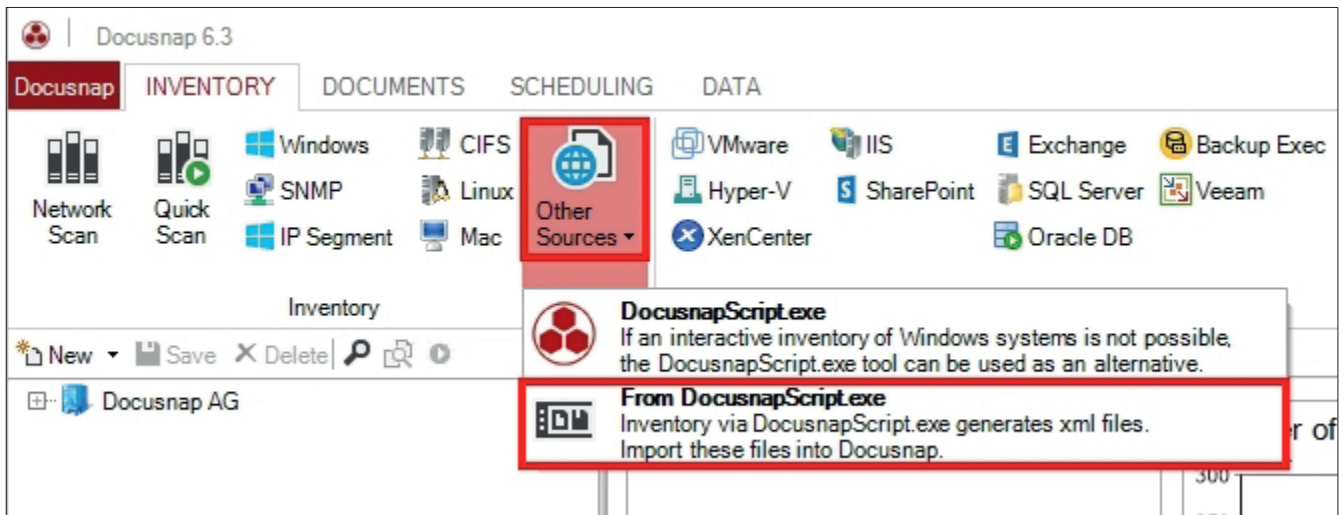 Docusnap 6.3
Docusnap INVENTORY DOCUMENTS SCHEDULING DATA
Network Scan
Quick Scan
Windows
SNMP
IP Segment
CIFS
Linux
Mac
Other Sources
VMware
Hyper-V
XenCenter
IIS
SharePoint
Exchange
SQL Server
Oracle DB
Backup Exec
Veeam
Inventory
DocusnapScript.exe
If an interactive inventory of Windows systems is not possible,
the DocusnapScript.exe tool can be used as an alternative.
New Save Delete
Docusnap AG
From DocusnapScript.exe
Inventory via DocusnapScript.exe generates xml files.
Import these files into Docusnap.
r of
300